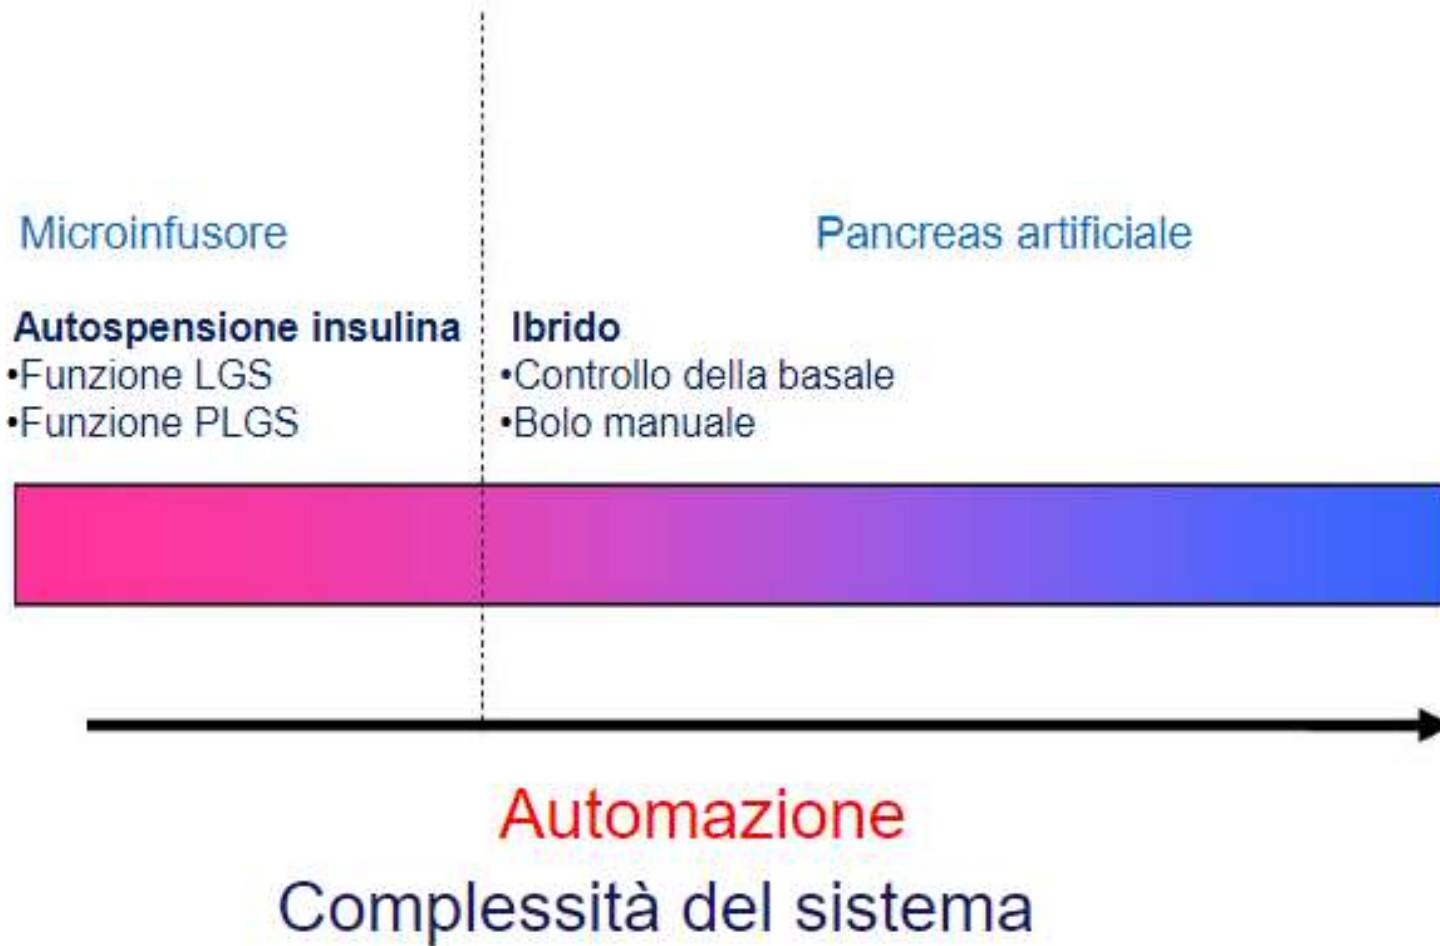 Microinfusore
Pancreas artificiale
Autospensione insulina
•Funzione LGS
•Funzione PLGS
Ibrido
•Controllo della basale
•Bolo manuale
Automazione
Complessità del sistema